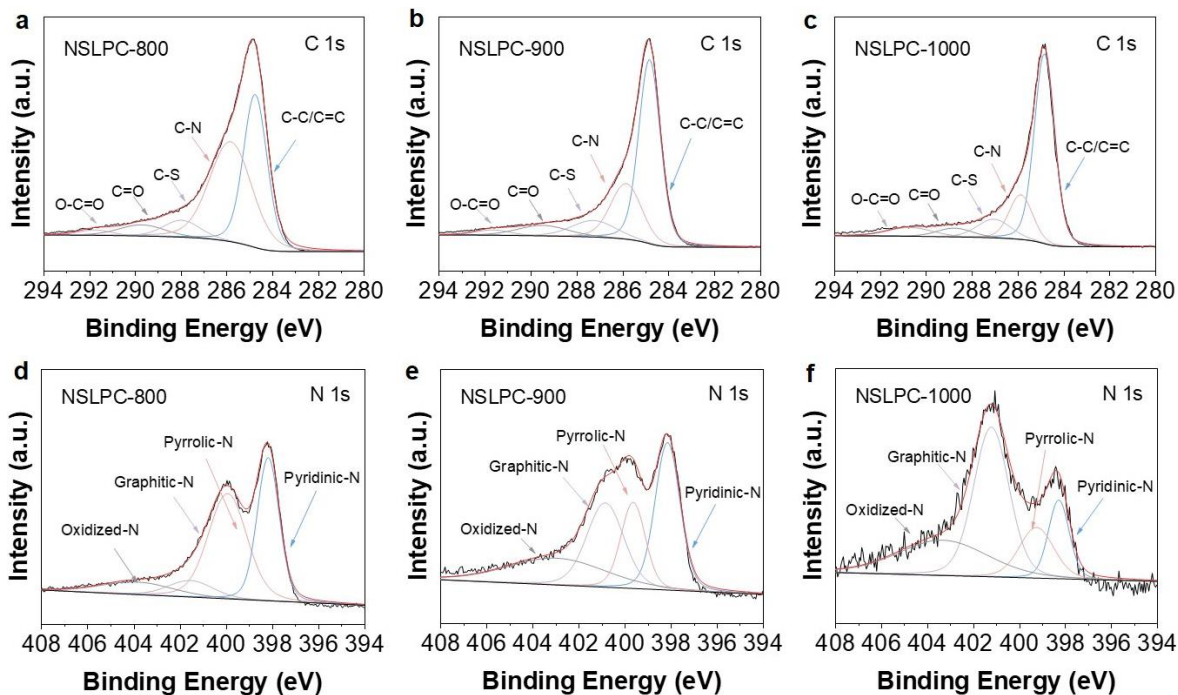 a
NSLPC-800
C 1s
C-C/C=C
C-N
C-S
C=O
O-C=O
Intensity (a.u.)
294 292 290 288 286 284 282 280
Binding Energy (eV)
b
NSLPC-900
C 1s
C-C/C=C
C-N
C-S
C=O
O-C=O
Intensity (a.u.)
294 292 290 288 286 284 282 280
Binding Energy (eV)
c
NSLPC-1000
C 1s
C-C/C=C
C-N
C-S
C=O
O-C=O
Intensity (a.u.)
294 292 290 288 286 284 282 280
Binding Energy (eV)
d
NSLPC-800
N 1s
Pyrrolic-N
Graphitic-N
Pyridinic-N
Oxidized-N
Intensity (a.u.)
408 406 404 402 400 398 396 394
Binding Energy (eV)
e
NSLPC-900
N 1s
Pyrrolic-N
Graphitic-N
Pyridinic-N
Oxidized-N
Intensity (a.u.)
408 406 404 402 400 398 396 394
Binding Energy (eV)
f
NSLPC-1000
N 1s
Pyrrolic-N
Graphitic-N
Pyridinic-N
Oxidized-N
Intensity (a.u.)
408 406 404 402 400 398 396 394
Binding Energy (eV)